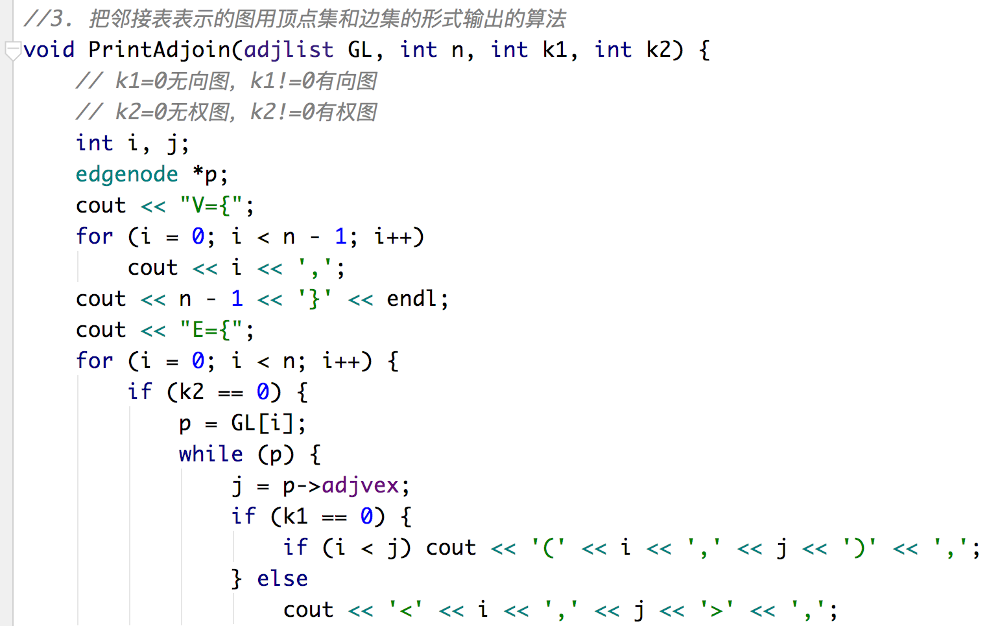 //3. 把邻接表表示的图用顶点集和边集的形式输出的算法
void PrintAdjoin(adjlist GL, int n, int k1, int k2) {
    // k1=0无向图，k1!=0有向图
    // k2=0无权图，k2!=0有权图
    int i, j;
    edgenode *p;
    cout << "V={";
    for (i = 0; i < n - 1; i++)
        cout << i << ',';
    cout << n - 1 << '}' << endl;
    cout << "E={";
    for (i = 0; i < n; i++) {
        if (k2 == 0) {
            p = GL[i];
            while (p) {
                j = p->adjvex;
                if (k1 == 0) {
                    if (i < j) cout << '(' << i << ',' << j << ')' << ',';
                } else
                    cout << '<' << i << ',' << j << '>' << ',';